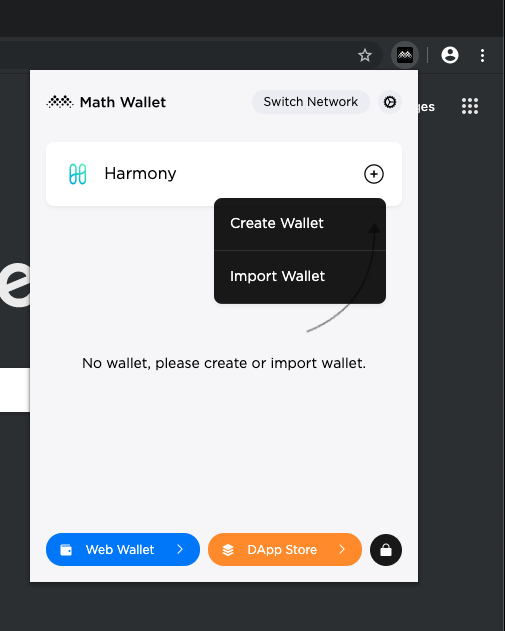 Math Wallet
Switch Network
Harmony
Create Wallet
Import Wallet
No wallet, please create or import wallet.
Web Wallet
DApp Store